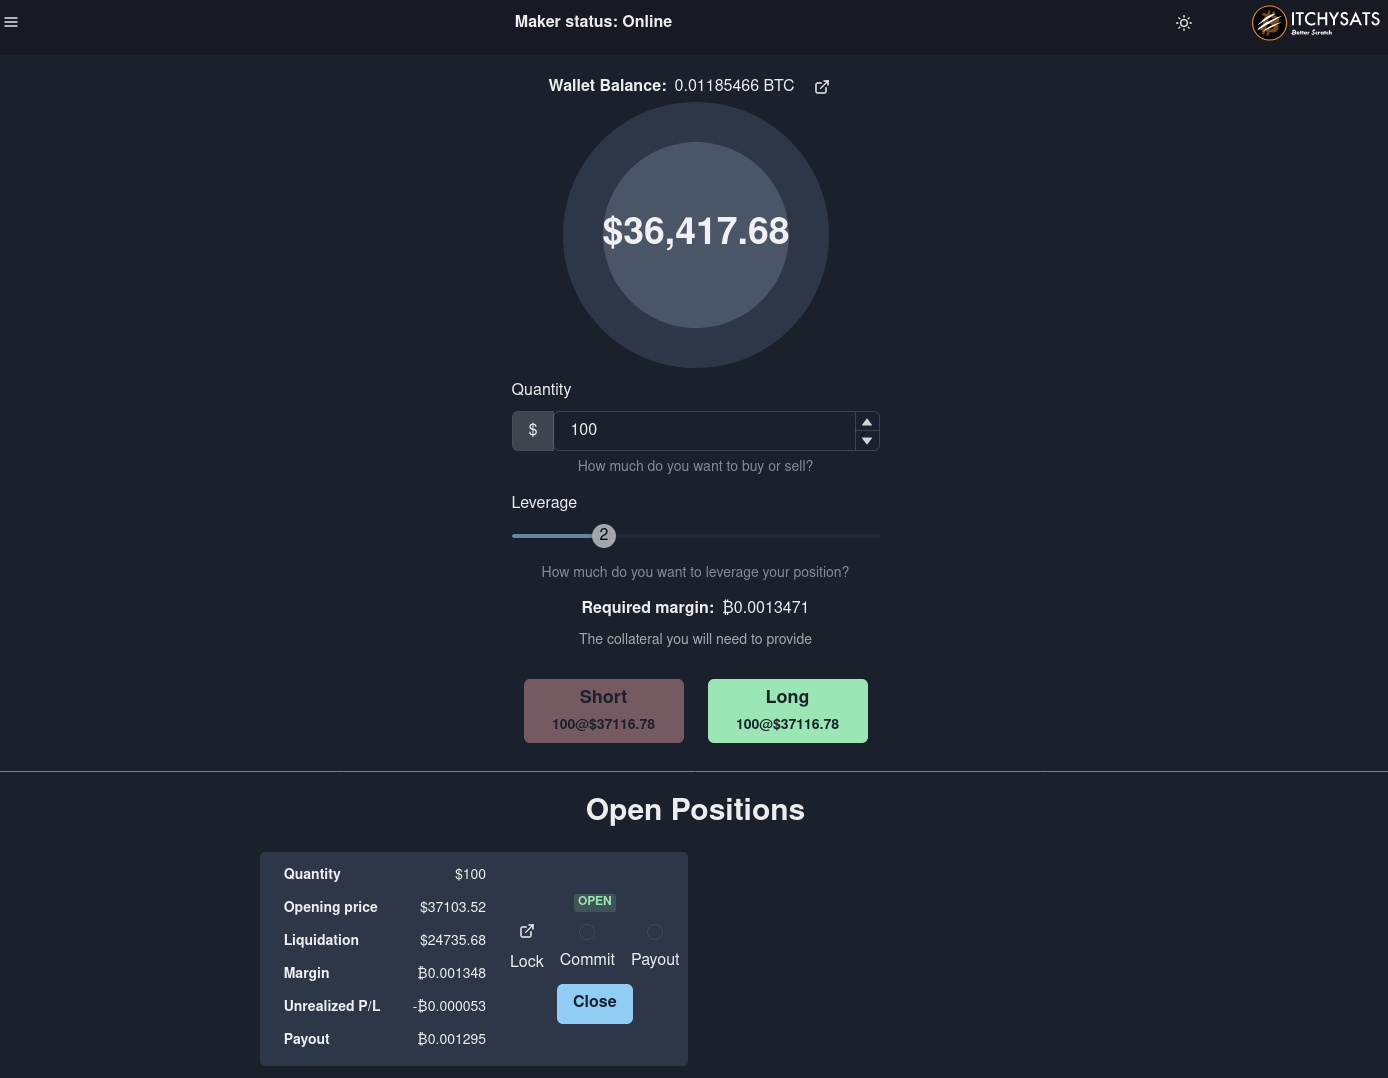 Maker status: Online
ITCHYSATS
Better Scratch
Wallet Balance: 0.01185466 BTC
$36,417.68
Quantity
$ 100
How much do you want to buy or sell?
Leverage
2
How much do you want to leverage your position?
Required margin: ₿0.0013471
The collateral you will need to provide
Short
100@$37116.78
Long
100@$37116.78
Open Positions
Quantity $100
Opening price $37103.52
Liquidation $24735.68
Margin ₿0.001348
Unrealized P/L -₿0.000053
Payout ₿0.001295
OPEN
Lock Commit Payout
Close